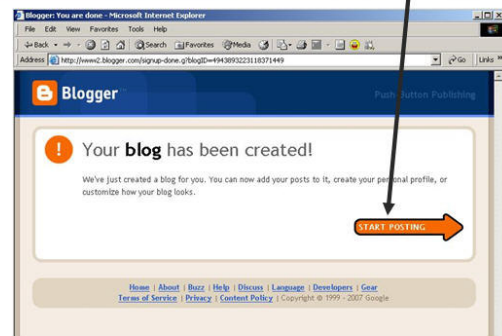 Blogger: You are done - Microsoft Internet Explorer
File Edit View Favorites Tools Help
Back Search Favorites Media
Address http://www2.blogger.com/signup-done.g?blogID=4943893223118371449 Go Links
Blogger Push-Button Publishing
Your blog has been created!
We've just created a blog for you. You can now add your posts to it, create your personal profile, or
customize how your blog looks.
START POSTING
Home | About | Buzz | Help | Discuss | Language | Developers | Gear
Terms of Service | Privacy | Content Policy | Copyright © 1999 - 2007 Google